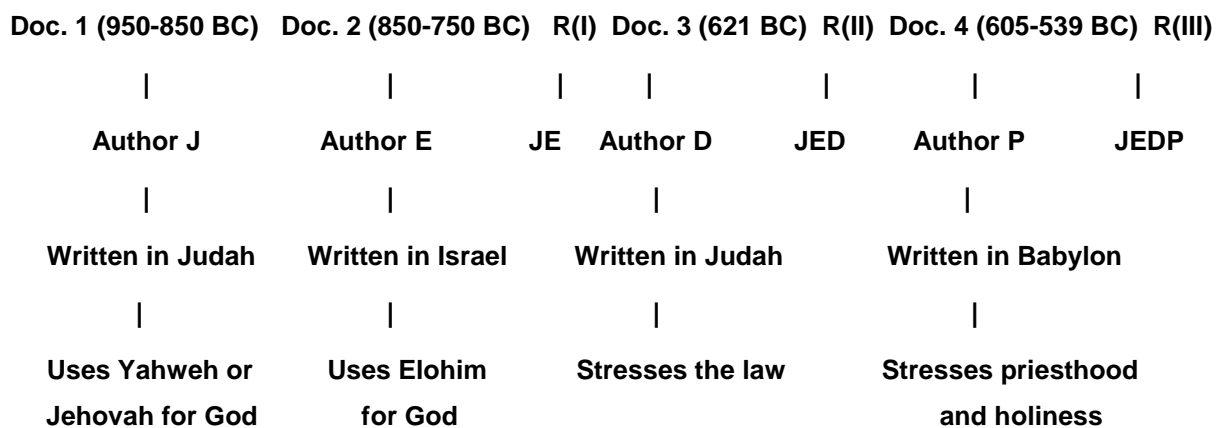 Doc. 1 (950-850 BC) Doc. 2 (850-750 BC) R(I) Doc. 3 (621 BC) R(II) Doc. 4 (605-539 BC) R(III)
| | | | | | |
Author J Author E JE Author D JED Author P JEDP
| | | |
Written in Judah Written in Israel Written in Judah Written in Babylon
| | | |
Uses Yahweh or Uses Elohim Stresses the law Stresses priesthood
Jehovah for God for God and holiness